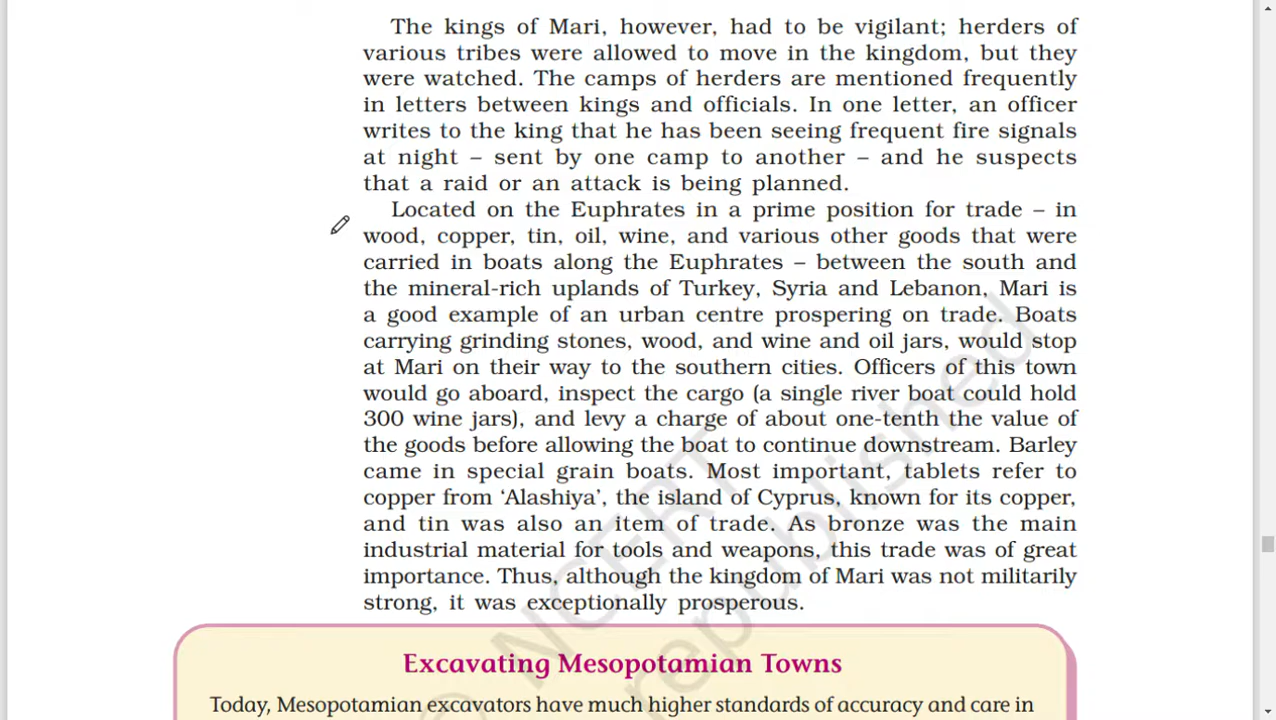 The kings of Mari, however, had to be vigilant; herders of
various tribes were allowed to move in the kingdom, but they
were watched. The camps of herders are mentioned frequently
in letters between kings and officials. In one letter, an officer
writes to the king that he has been seeing frequent fire signals
at night – sent by one camp to another – and he suspects
that a raid or an attack is being planned.
Located on the Euphrates in a prime position for trade – in
wood, copper, tin, oil, wine, and various other goods that were
carried in boats along the Euphrates – between the south and
the mineral-rich uplands of Turkey, Syria and Lebanon, Mari is
a good example of an urban centre prospering on trade. Boats
carrying grinding stones, wood, and wine and oil jars, would stop
at Mari on their way to the southern cities. Officers of this town
would go aboard, inspect the cargo (a single river boat could hold
300 wine jars), and levy a charge of about one-tenth the value of
the goods before allowing the boat to continue downstream. Barley
came in special grain boats. Most important, tablets refer to
copper from ‘Alashiya’, the island of Cyprus, known for its copper,
and tin was also an item of trade. As bronze was the main
industrial material for tools and weapons, this trade was of great
importance. Thus, although the kingdom of Mari was not militarily
strong, it was exceptionally prosperous.
Excavating Mesopotamian Towns
Today, Mesopotamian excavators have much higher standards of accuracy and care in
© NCERT
republished